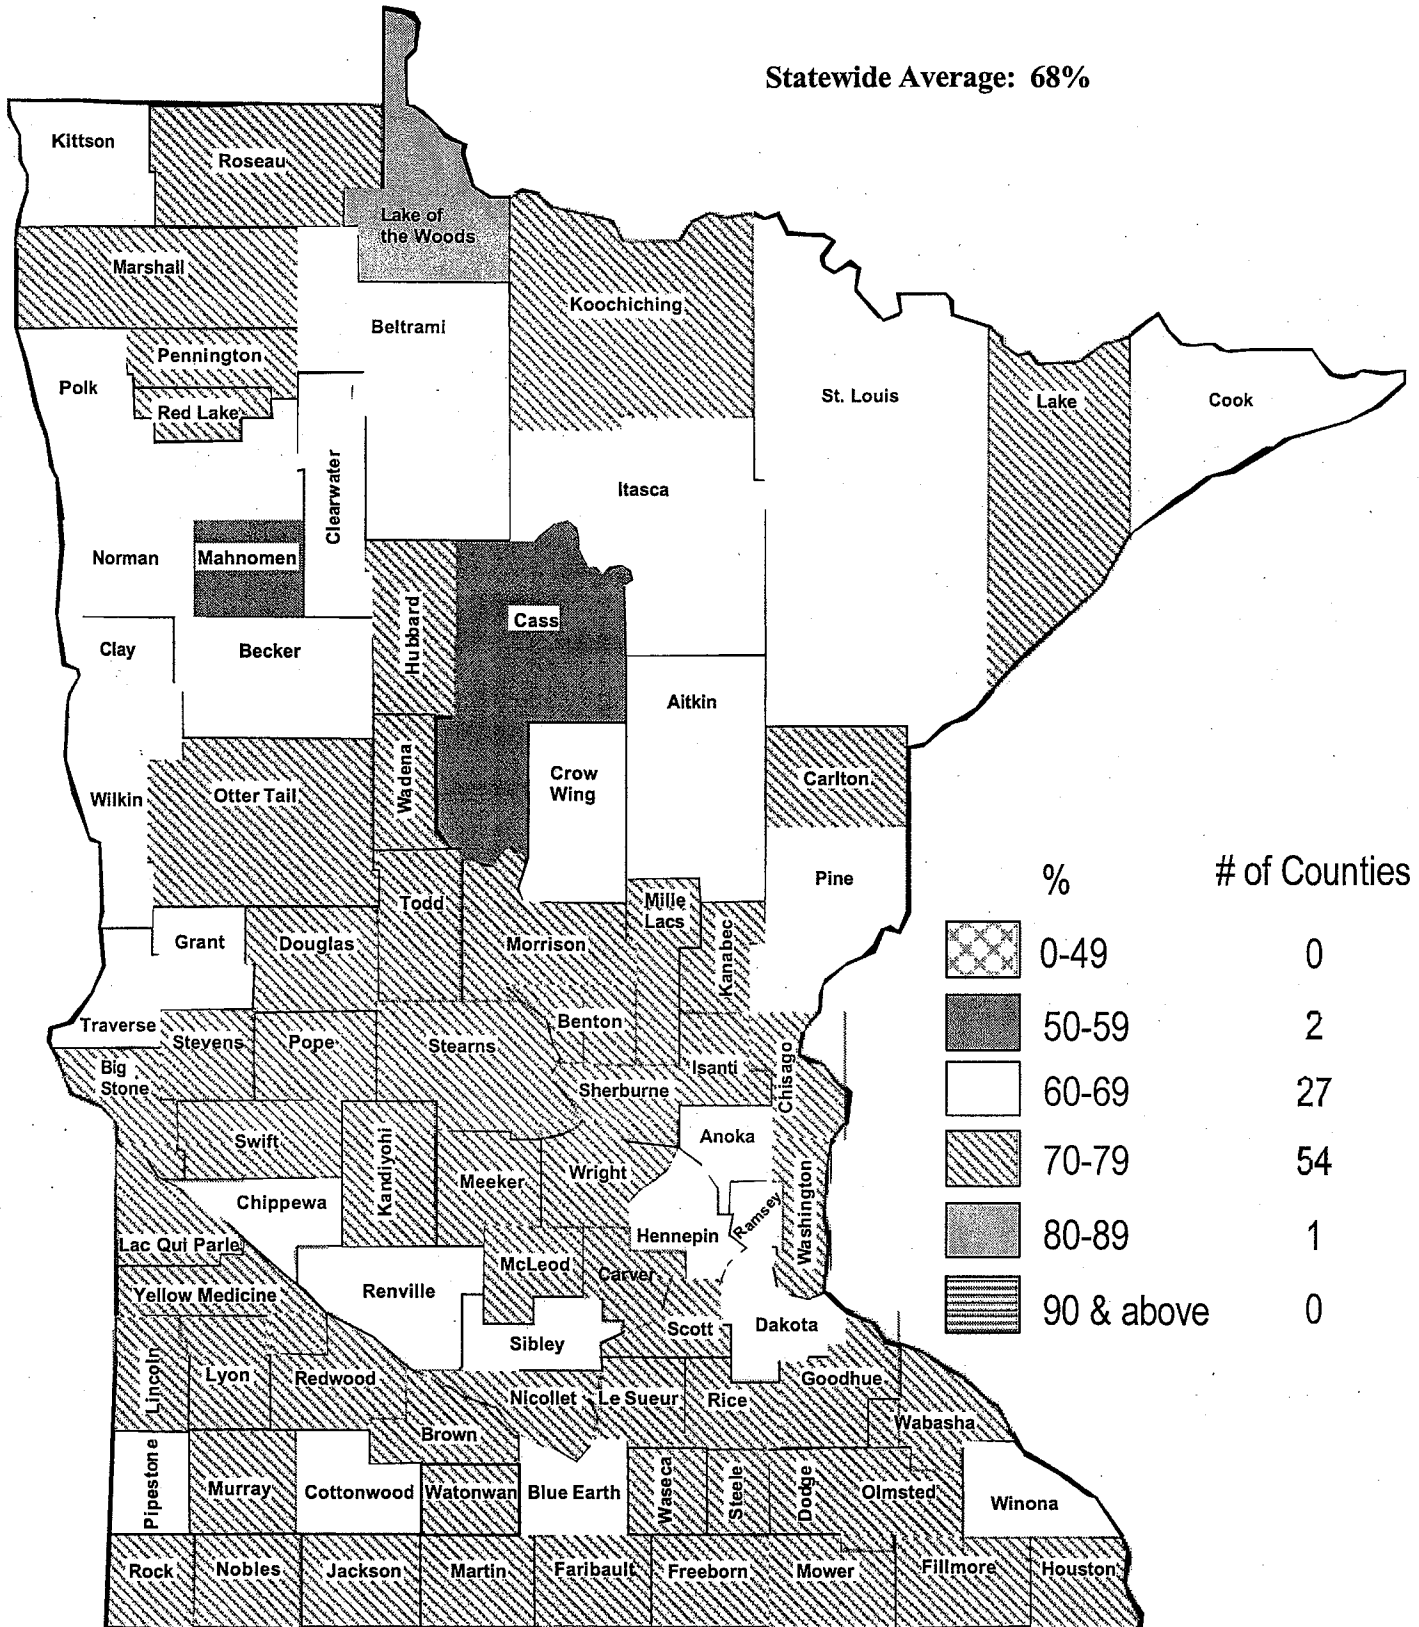 Statewide Average: 68%
Kittson
Roseau
Lake of
the Woods
Marshall
Koochiching
Beltrami
Pennington
Polk
Red Lake
St. Louis
Lake
Cook
Clearwater
Itasca
Norman
Mahnomen
Hubbard
Cass
Clay
Becker
Aitkin
Wadena
Crow
Wing
Carlton
Wilkin
Otter Tail
Pine
Todd
Mille
Lacs
Grant
Douglas
Morrison
Kanabec
Traverse
Stevens
Pope
Stearns
Benton
Big
Stone
Isanti
Chisago
Sherburne
Swift
Kandiyohi
Anoka
Meeker
Wright
Chippewa
Hennepin
Ramsey
Washington
Lac Qui Parle
McLeod
Carver
Yellow Medicine
Renville
Scott
Dakota
Sibley
Lincoln
Lyon
Redwood
Nicollet
Le Sueur
Rice
Goodhue
Brown
Wabasha
Pipestone
Murray
Cottonwood
Watonwan
Blue Earth
Waseca
Steele
Dodge
Olmsted
Winona
Rock
Nobles
Jackson
Martin
Faribault
Freeborn
Mower
Fillmore
Houston
% # of Counties
0-49 0
50-59 2
60-69 27
70-79 54
80-89 1
90 & above 0